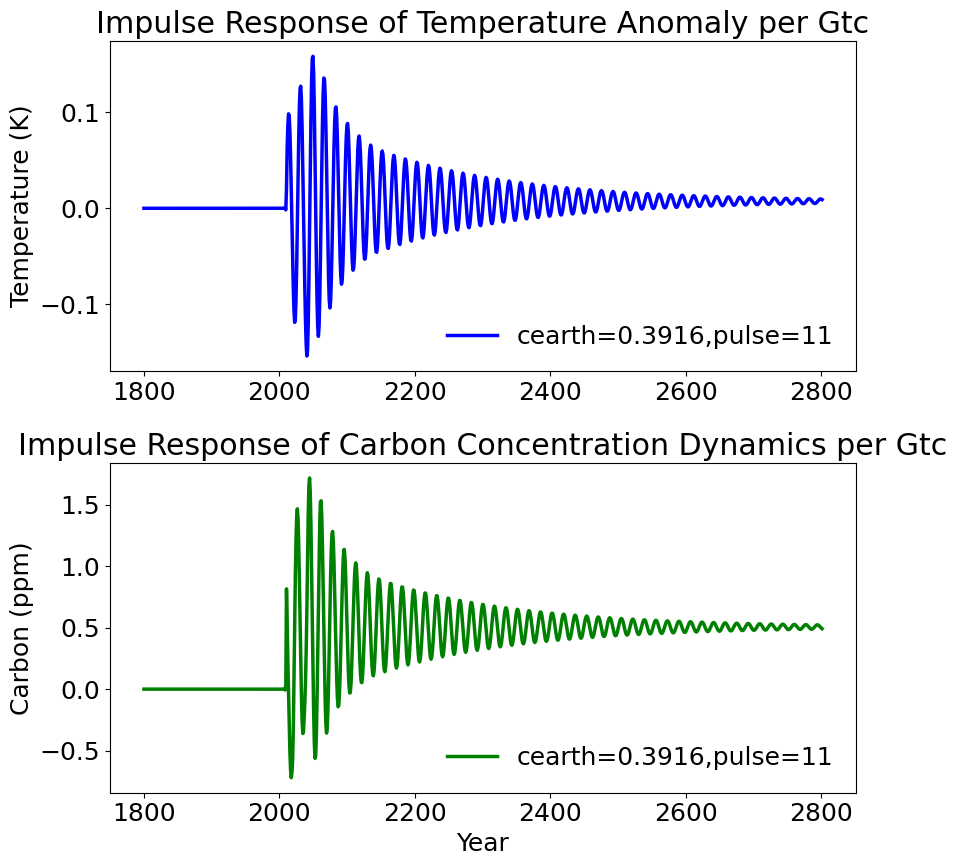 Impulse Response of Temperature Anomaly per Gtc
Temperature (K)
0.1
0.0
−0.1
cearth=0.3916,pulse=11
1800 2000 2200 2400 2600 2800
Impulse Response of Carbon Concentration Dynamics per Gtc
Carbon (ppm)
1.5
1.0
0.5
0.0
−0.5
cearth=0.3916,pulse=11
1800 2000 2200 2400 2600 2800
Year